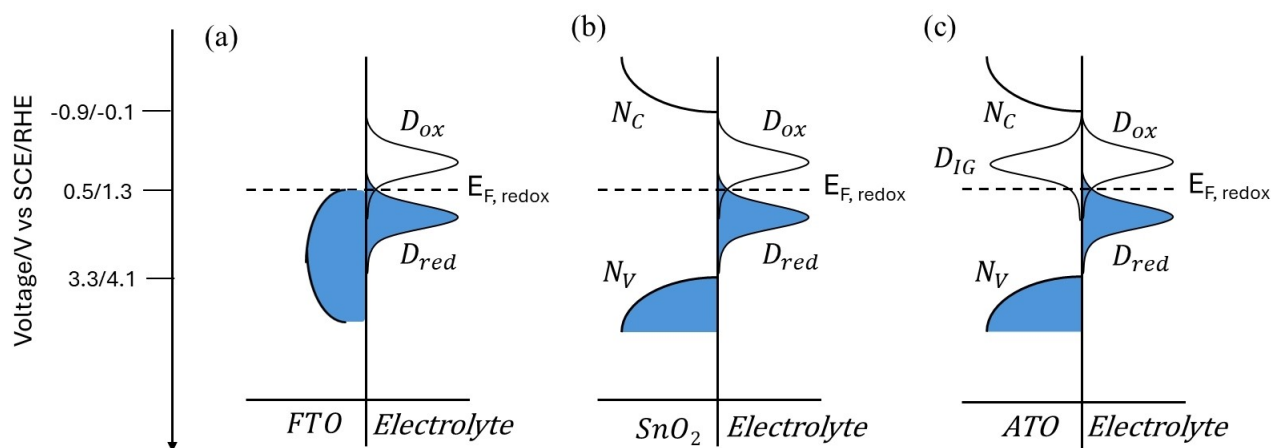 Voltage/V vs SCE/RHE
-0.9/-0.1
0.5/1.3
3.3/4.1
(a)
D_ox
E_F, redox
D_red
FTO Electrolyte
(b)
N_C
D_ox
E_F, redox
N_V
D_red
SnO_2 Electrolyte
(c)
N_C
D_ox
D_IG
E_F, redox
N_V
D_red
ATO Electrolyte